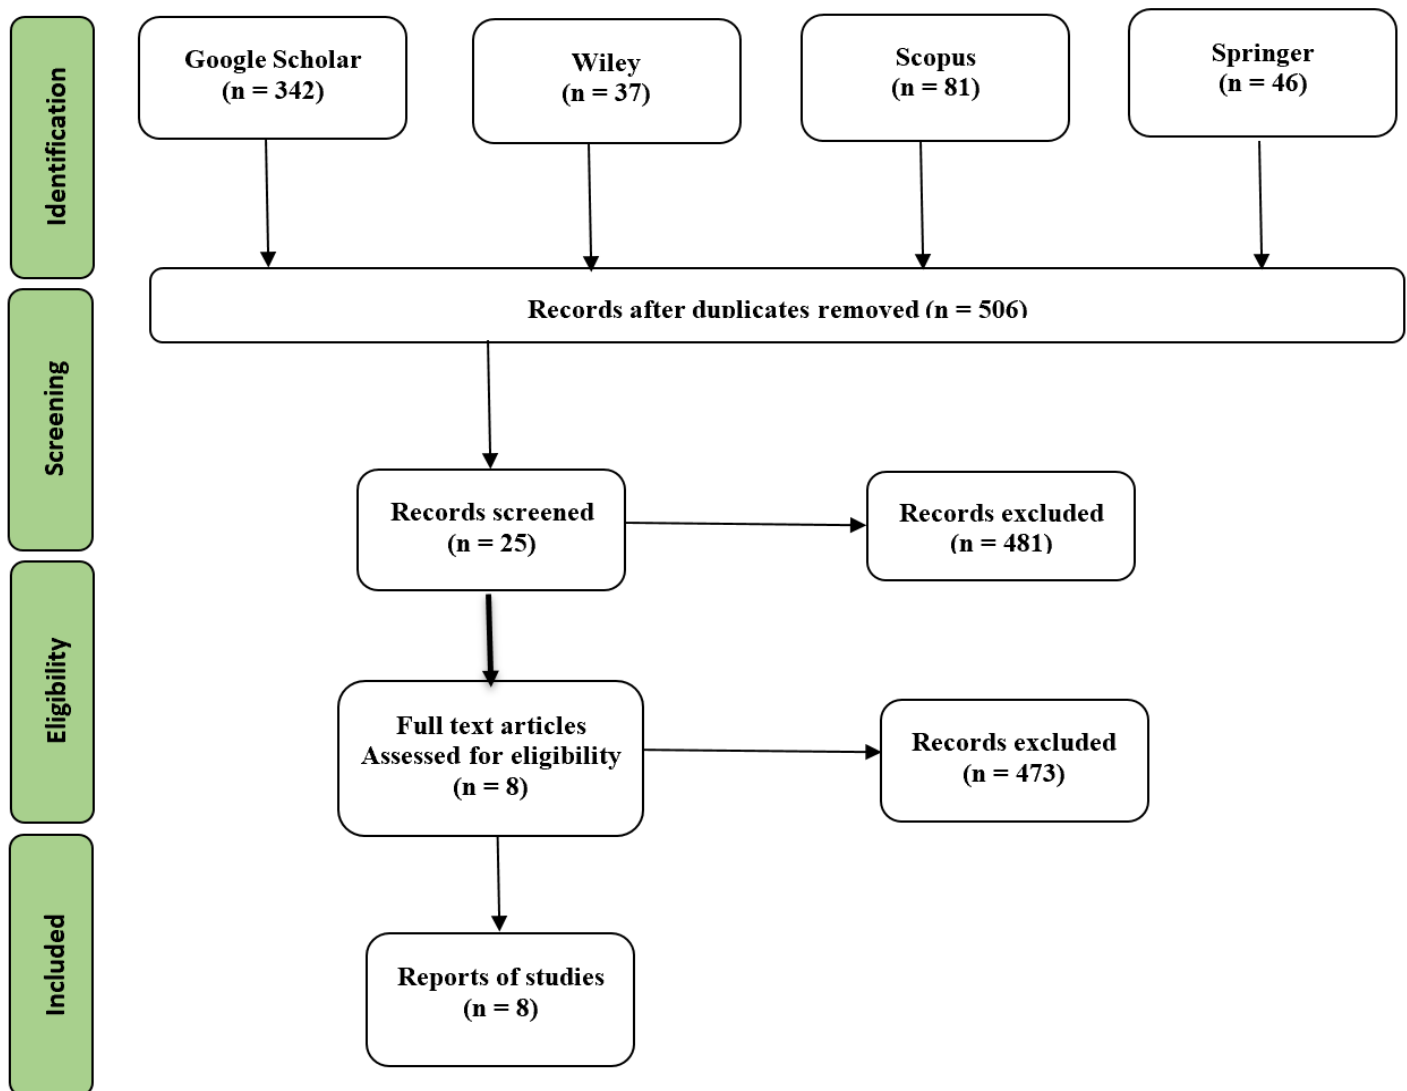 Identification
Google Scholar
(n = 342)
Wiley
(n = 37)
Scopus
(n = 81)
Springer
(n = 46)
Records after duplicates removed (n = 506)
Screening
Records screened
(n = 25)
Records excluded
(n = 481)
Eligibility
Full text articles
Assessed for eligibility
(n = 8)
Records excluded
(n = 473)
Included
Reports of studies
(n = 8)